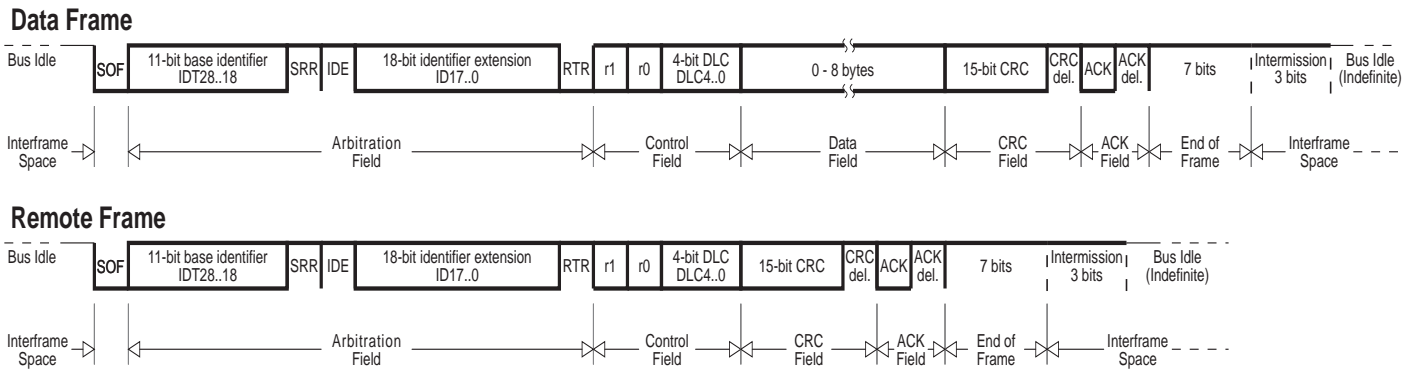 Data Frame
Bus Idle
SOF
11-bit base identifier
IDT28..18
SRR
IDE
18-bit identifier extension
ID17..0
RTR
r1
r0
4-bit DLC
DLC4..0
0 - 8 bytes
15-bit CRC
CRC
del.
ACK
ACK
del.
7 bits
Intermission
3 bits
Bus Idle
(Indefinite)
Interframe
Space
Arbitration
Field
Control
Field
Data
Field
CRC
Field
ACK
Field
End of
Frame
Interframe
Space
Remote Frame
Bus Idle
SOF
11-bit base identifier
IDT28..18
SRR
IDE
18-bit identifier extension
ID17..0
RTR
r1
r0
4-bit DLC
DLC4..0
15-bit CRC
CRC
del.
ACK
ACK
del.
7 bits
Intermission
3 bits
Bus Idle
(Indefinite)
Interframe
Space
Arbitration
Field
Control
Field
CRC
Field
ACK
Field
End of
Frame
Interframe
Space